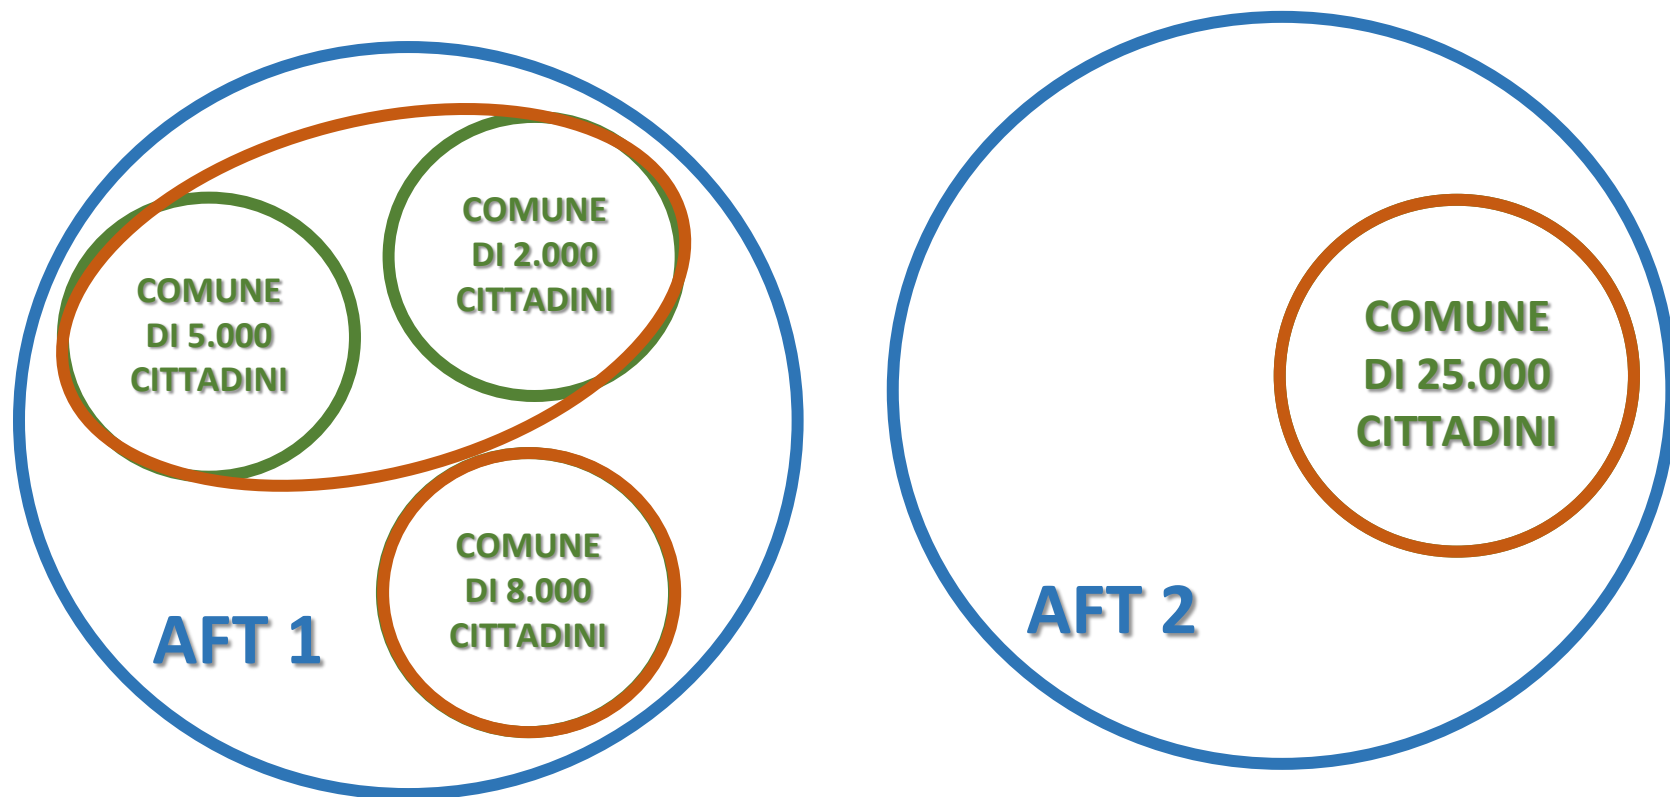 COMUNE
DI 5.000
CITTADINI
COMUNE
DI 2.000
CITTADINI
COMUNE
DI 8.000
CITTADINI
AFT 1
COMUNE
DI 25.000
CITTADINI
AFT 2